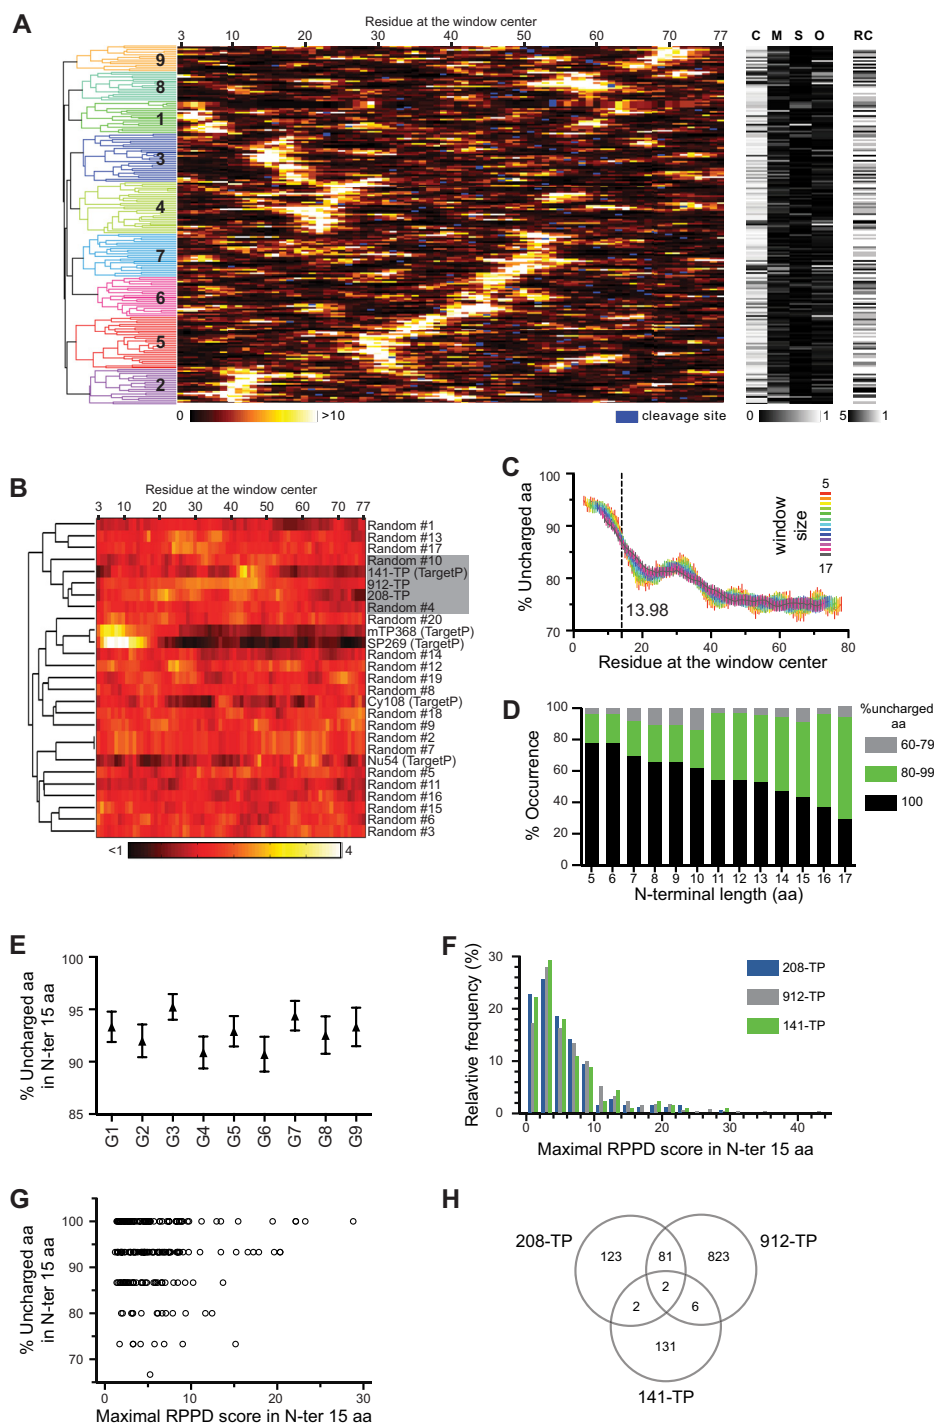 A
Residue at the window center
3 10 20 30 40 50 60 70 77
C M S O RC
9
8
1
3
4
7
6
5
2
0 >10
cleavage site
0 1 5 1
B
Residue at the window center
3 10 20 30 40 50 60 70 77
Random #1
Random #13
Random #17
Random #10
141-TP (TargetP)
912-TP
208-TP
Random #4
Random #20
mTP368 (TargetP)
SP269 (TargetP)
Random #14
Random #12
Random #19
Random #8
Cy108 (TargetP)
Random #18
Random #9
Random #2
Random #7
Nu54 (TargetP)
Random #5
Random #11
Random #16
Random #15
Random #6
Random #3
<1 4
C
% Uncharged aa
100
90
80
70
0 20 40 60 80
Residue at the window center
13.98
window size
5
17
D
% Occurrence
100
80
60
40
20
0
5 6 7 8 9 10 11 12 13 14 15 16 17
N-terminal length (aa)
%uncharged
aa
60-79
80-99
100
E
% Uncharged aa
in N-ter 15 aa
100
95
90
85
G1 G2 G3 G4 G5 G6 G7 G8 G9
F
Relavtive frequency (%)
30
20
10
0
0 10 20 30 40
Maximal RPPD score in N-ter 15 aa
208-TP
912-TP
141-TP
G
% Uncharged aa
in N-ter 15 aa
100
90
80
70
0 10 20 30
Maximal RPPD score in N-ter 15 aa
H
208-TP
912-TP
123 81 823
2
2 6
131
141-TP